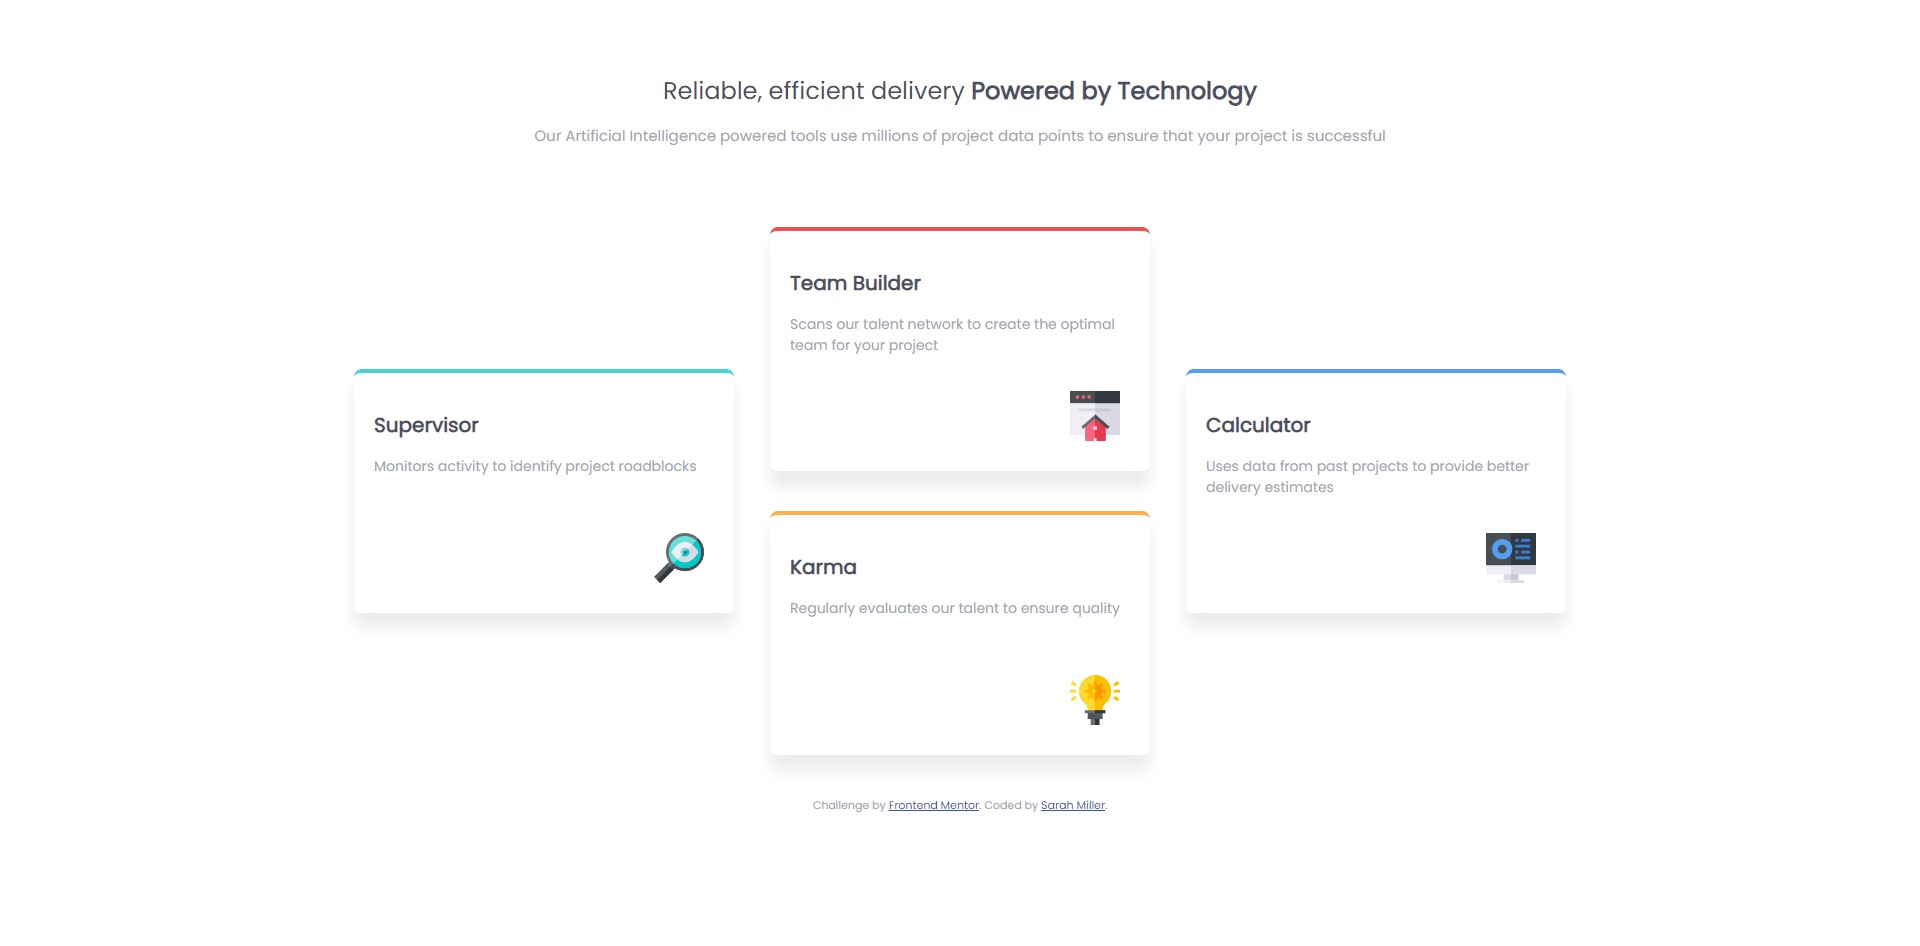 Reliable, efficient delivery Powered by Technology
Our Artificial Intelligence powered tools use millions of project data points to ensure that your project is successful
Supervisor
Monitors activity to identify project roadblocks
Team Builder
Scans our talent network to create the optimal
team for your project
Karma
Regularly evaluates our talent to ensure quality
Calculator
Uses data from past projects to provide better
delivery estimates
Challenge by Frontend Mentor. Coded by Sarah Miller.